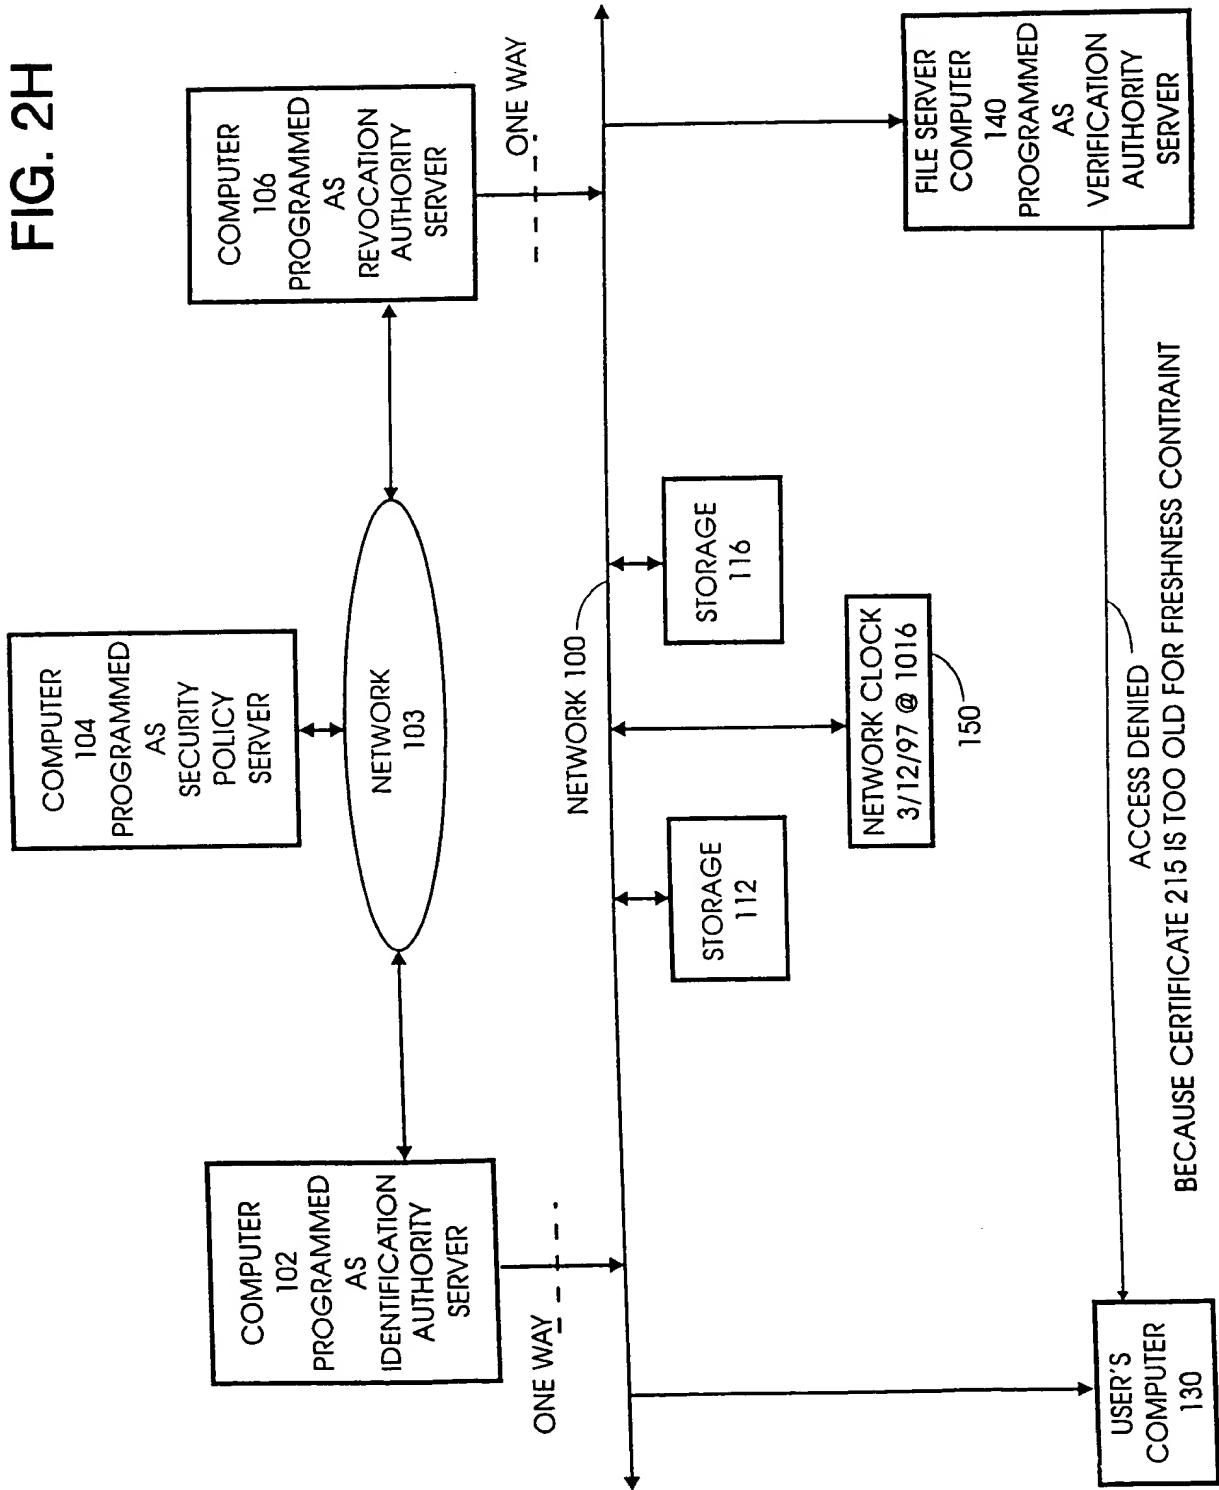 FIG. 2H
COMPUTER
104
PROGRAMMED
AS
SECURITY
POLICY
SERVER
COMPUTER
102
PROGRAMMED
AS
IDENTIFICATION
AUTHORITY
SERVER
NETWORK
103
COMPUTER
106
PROGRAMMED
AS
REVOCATION
AUTHORITY
SERVER
ONE WAY
ONE WAY
NETWORK 100
STORAGE
112
STORAGE
116
NETWORK CLOCK
3/12/97 @ 1016
150
USER'S
COMPUTER
130
FILE SERVER
COMPUTER
140
PROGRAMMED
AS
VERIFICATION
AUTHORITY
SERVER
ACCESS DENIED
BECAUSE CERTIFICATE 215 IS TOO OLD FOR FRESHNESS CONTRAINT